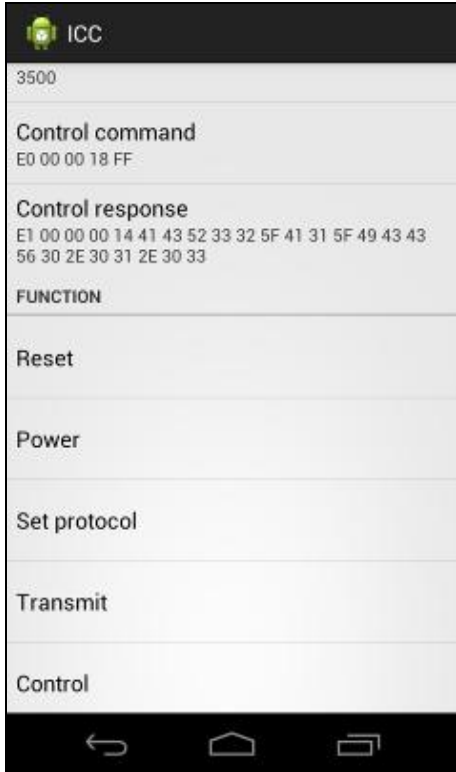 ICC
3500
Control command
E0 00 00 18 FF
Control response
E1 00 00 00 14 41 43 52 33 32 5F 41 31 5F 49 43 43
56 30 2E 30 31 2E 30 33
FUNCTION
Reset
Power
Set protocol
Transmit
Control